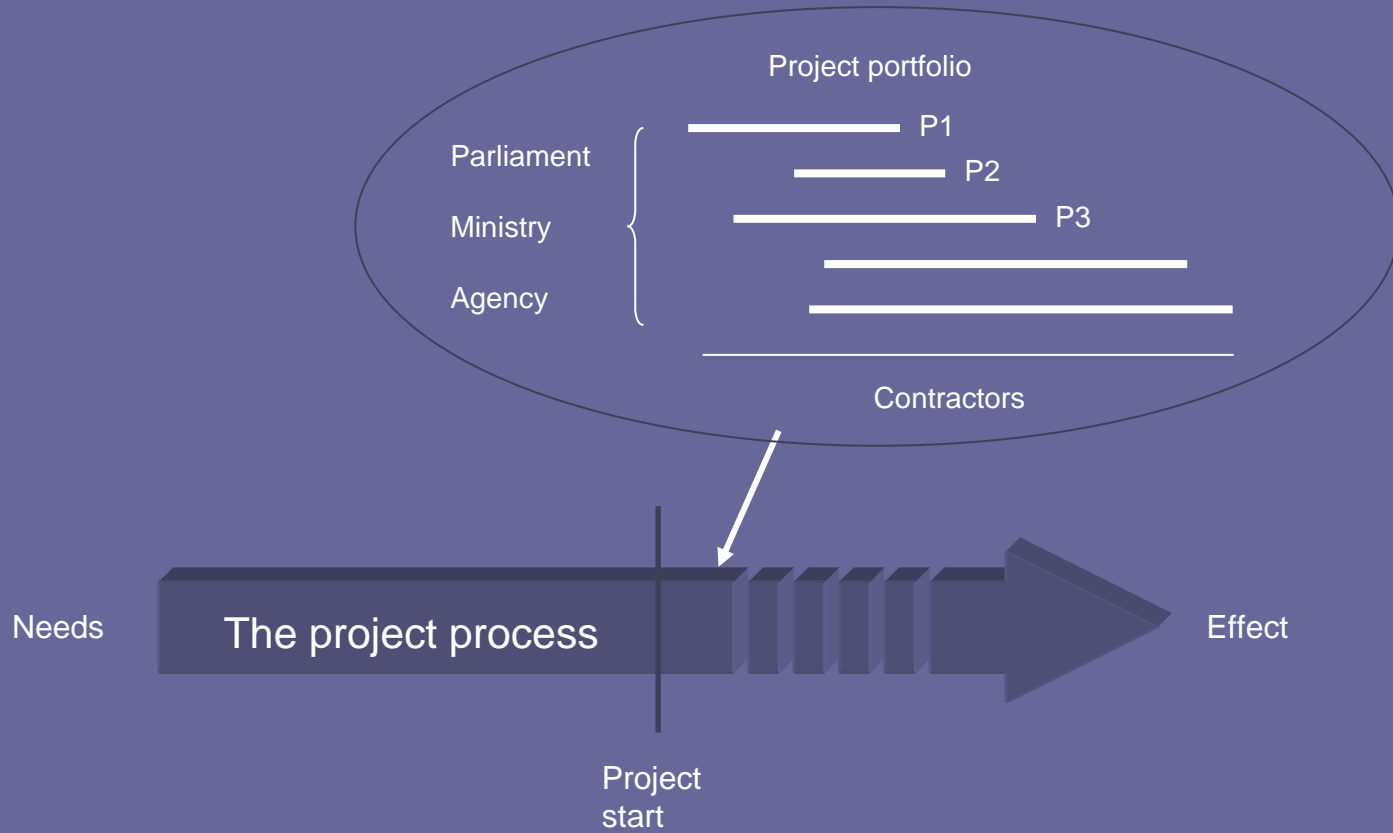 Project portfolio
P1
Parliament
P2
Ministry
P3
Agency
Contractors
Needs
The project process
Effect
Project
start